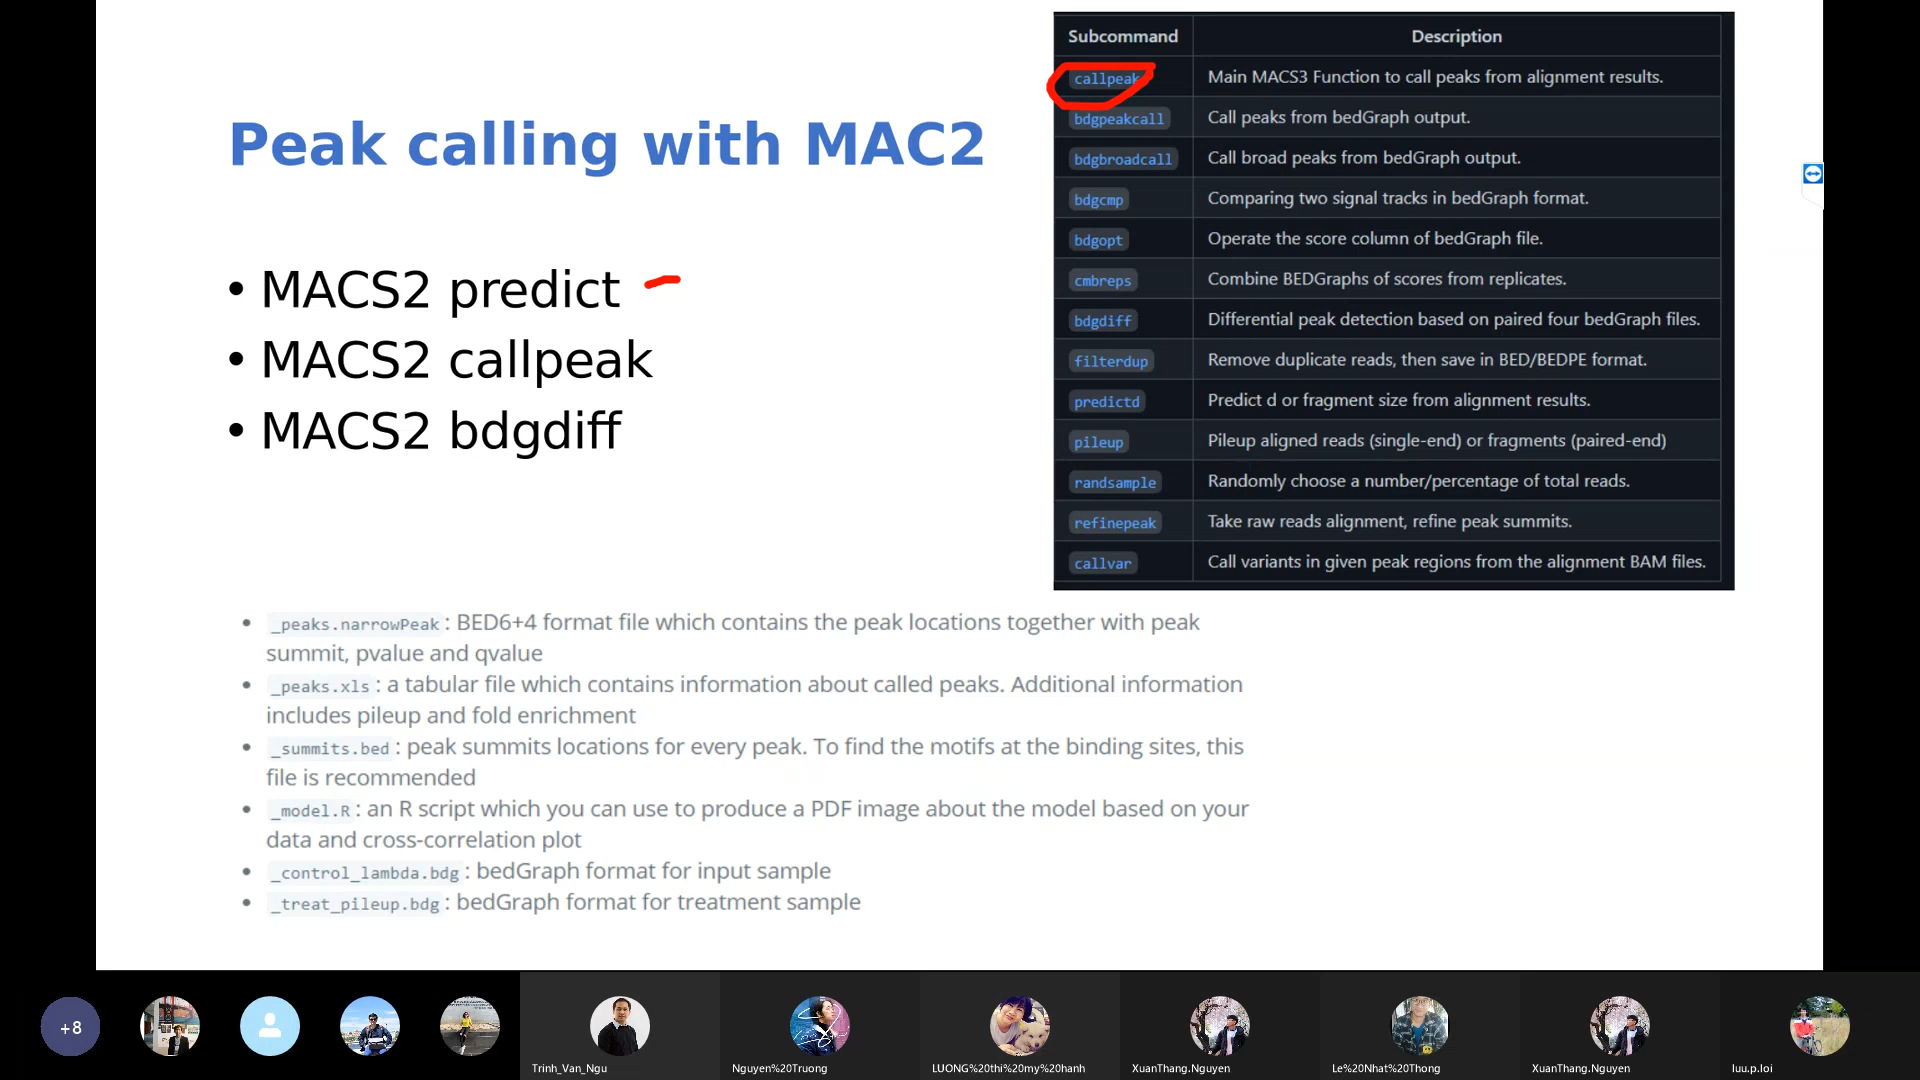 Peak calling with MAC2
• MACS2 predict
• MACS2 callpeak
• MACS2 bdgdiff
Subcommand Description
callpeak Main MACS3 Function to call peaks from alignment results.
bdgpeakcall Call peaks from bedGraph output.
bdgbroadcall Call broad peaks from bedGraph output.
bdgcmp Comparing two signal tracks in bedGraph format.
bdgopt Operate the score column of bedGraph file.
cmbreps Combine BEDGraphs of scores from replicates.
bdgdiff Differential peak detection based on paired four bedGraph files.
filterdup Remove duplicate reads, then save in BED/BEDPE format.
predictd Predict d or fragment size from alignment results.
pileup Pileup aligned reads (single-end) or fragments (paired-end)
randsample Randomly choose a number/percentage of total reads.
refinepeak Take raw reads alignment, refine peak summits.
callvar Call variants in given peak regions from the alignment BAM files.
• _peaks.narrowPeak: BED6+4 format file which contains the peak locations together with peak
summit, pvalue and qvalue
• _peaks.xls: a tabular file which contains information about called peaks. Additional information
includes pileup and fold enrichment
• _summits.bed: peak summits locations for every peak. To find the motifs at the binding sites, this
file is recommended
• _model.R: an R script which you can use to produce a PDF image about the model based on your
data and cross-correlation plot
• _control_lambda.bdg: bedGraph format for input sample
• _treat_pileup.bdg: bedGraph format for treatment sample
+8
Trinh_Van_Ngu
Nguyen%20Truong
LUONG%20thi%20my%20hanh
XuanThang.Nguyen
Le%20Nhat%20Thong
XuanThang.Nguyen
luu.p.loi